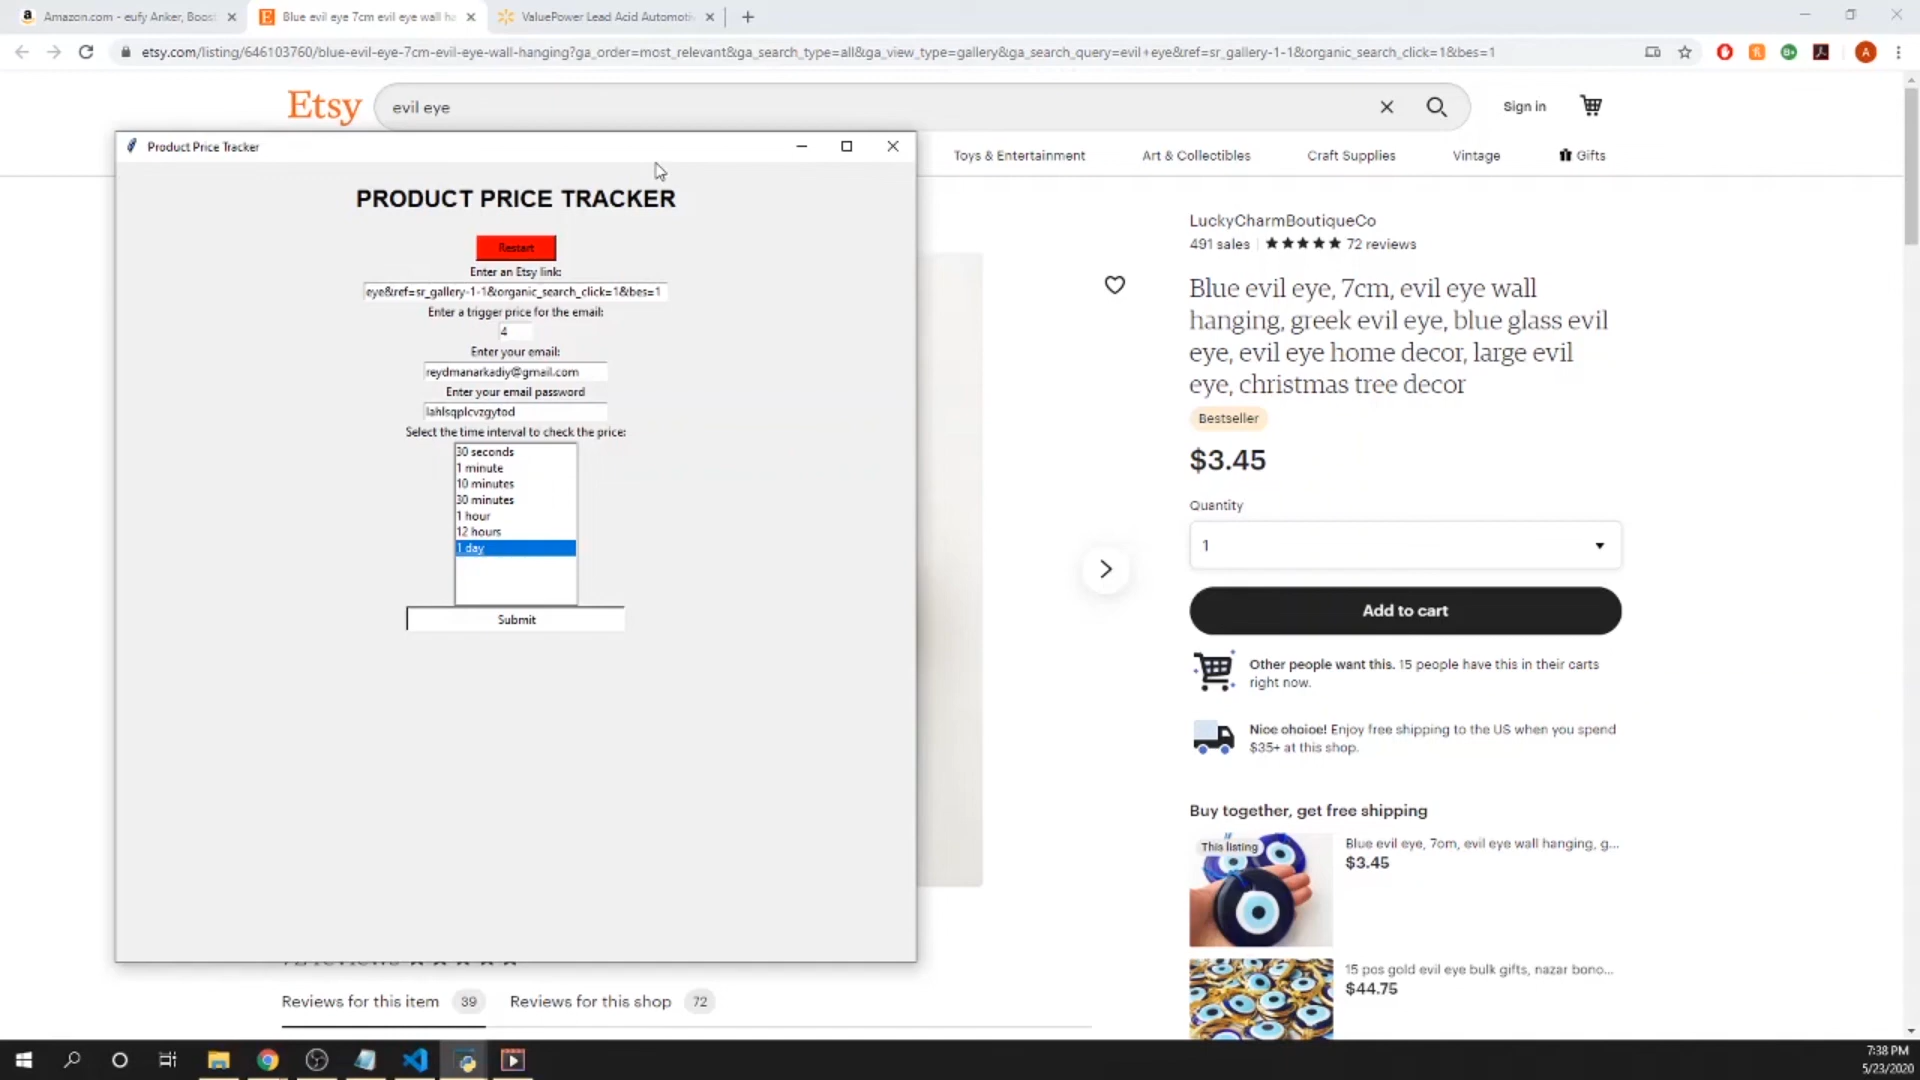 Amazon.com - eufy Anker, Boost
Blue evil eye 7cm evil eye wall ha
ValuePower Lead Acid Automoti
etsy.com/listing/646103760/blue-evil-eye-7cm-evil-eye-wall-hanging?ga_order=most_relevant&ga_search_type=all&ga_view_type=gallery&ga_search_query=evil+eye&ref=sr_gallery-1-1&organic_search_click=1&bes=1
A
Etsy
evil eye
Sign in
Toys & Entertainment
Art & Collectibles
Craft Supplies
Vintage
Gifts
Product Price Tracker
PRODUCT PRICE TRACKER
Restart
Enter an Etsy link:
eye&ref=sr_gallery-1-1&organic_search_click=1&bes=1
Enter a trigger price for the email:
4
Enter your email:
reydmanarkadiy@gmail.com
Enter your email password
lahlsqplcvzgytod
Select the time interval to check the price:
30 seconds
1 minute
10 minutes
30 minutes
1 hour
12 hours
1 day
Submit
LuckyCharmBoutiqueCo
491 sales | ★★★★★ 72 reviews
Blue evil eye, 7cm, evil eye wall
hanging, greek evil eye, blue glass evil
eye, evil eye home decor, large evil
eye, christmas tree decor
Bestseller
$3.45
Quantity
1
Add to cart
Other people want this. 15 people have this in their carts
right now.
Nice choice! Enjoy free shipping to the US when you spend
$35+ at this shop.
Buy together, get free shipping
This listing
Blue evil eye, 7cm, evil eye wall hanging, g...
$3.45
15 pcs gold evil eye bulk gifts, nazar bonc...
$44.75
72 reviews
Reviews for this item 39
Reviews for this shop 72
7:38 PM
5/23/2020